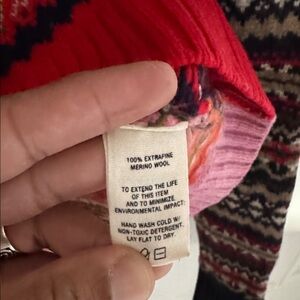 100% EXTRAFINE
MERINO WOOL
TO EXTEND THE LIFE
OF THIS ITEM
AND TO MINIMIZE
ENVIRONMENTAL IMPACT:
HAND WASH COLD W/
NON-TOXIC DETERGENT,
LAY FLAT TO DRY.